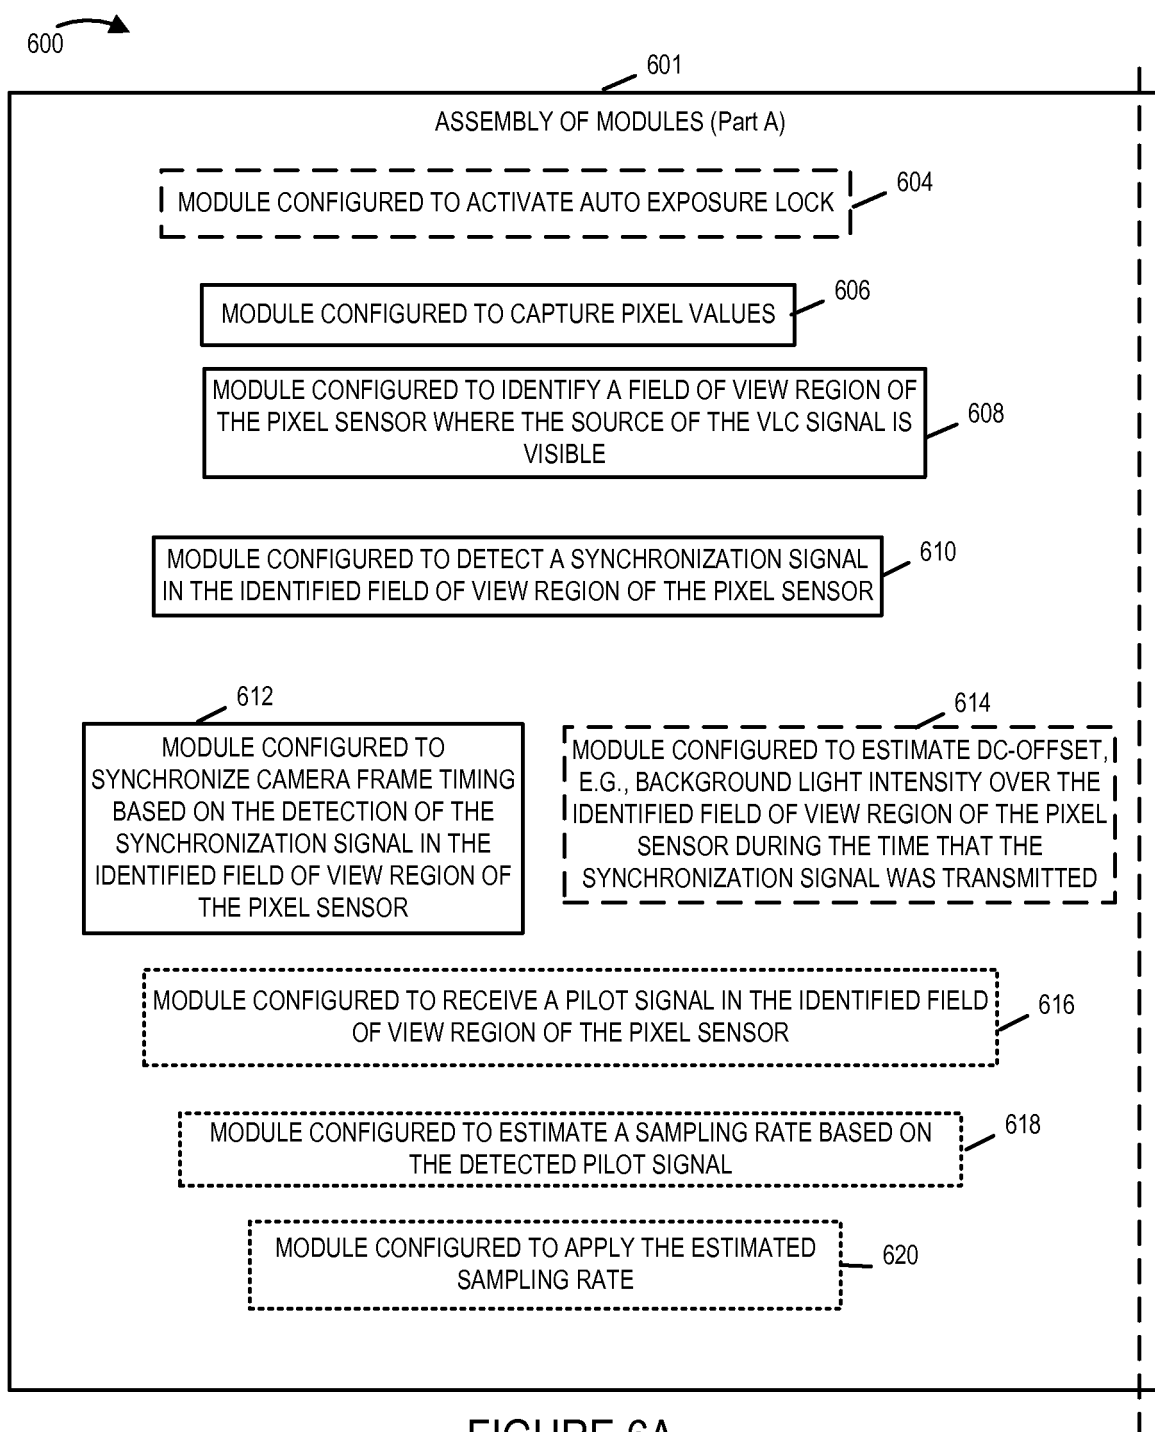 600
601
ASSEMBLY OF MODULES (Part A)
MODULE CONFIGURED TO ACTIVATE AUTO EXPOSURE LOCK
604
MODULE CONFIGURED TO CAPTURE PIXEL VALUES
606
MODULE CONFIGURED TO IDENTIFY A FIELD OF VIEW REGION OF
THE PIXEL SENSOR WHERE THE SOURCE OF THE VLC SIGNAL IS
VISIBLE
608
MODULE CONFIGURED TO DETECT A SYNCHRONIZATION SIGNAL
IN THE IDENTIFIED FIELD OF VIEW REGION OF THE PIXEL SENSOR
610
612
MODULE CONFIGURED TO
SYNCHRONIZE CAMERA FRAME TIMING
BASED ON THE DETECTION OF THE
SYNCHRONIZATION SIGNAL IN THE
IDENTIFIED FIELD OF VIEW REGION OF
THE PIXEL SENSOR
614
MODULE CONFIGURED TO ESTIMATE DC-OFFSET,
E.G., BACKGROUND LIGHT INTENSITY OVER THE
IDENTIFIED FIELD OF VIEW REGION OF THE PIXEL
SENSOR DURING THE TIME THAT THE
SYNCHRONIZATION SIGNAL WAS TRANSMITTED
MODULE CONFIGURED TO RECEIVE A PILOT SIGNAL IN THE IDENTIFIED FIELD
OF VIEW REGION OF THE PIXEL SENSOR
616
MODULE CONFIGURED TO ESTIMATE A SAMPLING RATE BASED ON
THE DETECTED PILOT SIGNAL
618
MODULE CONFIGURED TO APPLY THE ESTIMATED
SAMPLING RATE
620
FIGURE 6A